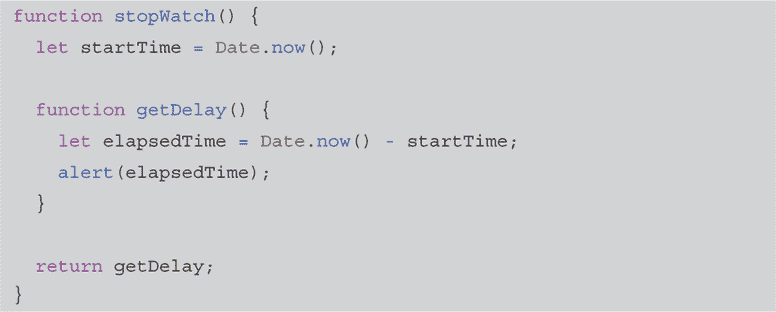 function stopWatch() {
  let startTime = Date.now();

  function getDelay() {
    let elapsedTime = Date.now() - startTime;
    alert(elapsedTime);
  }

  return getDelay;
}